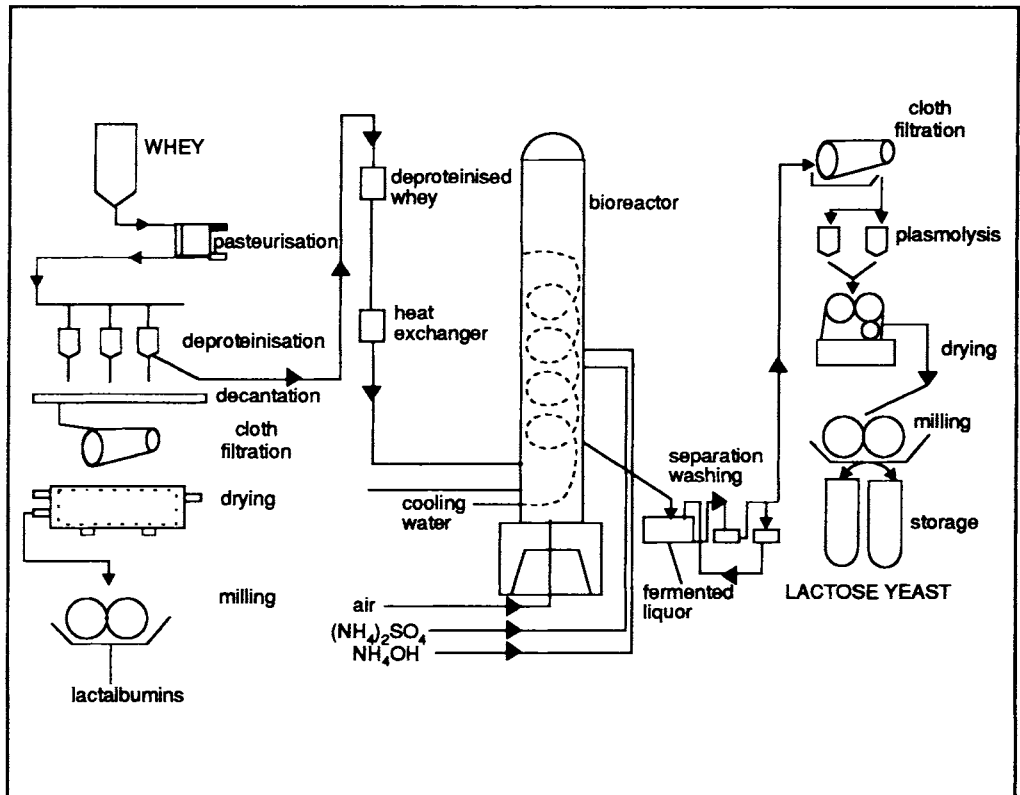 WHEY
pasteurisation
deproteinisation
decantation
cloth
filtration
drying
milling
lactalbumins
deproteinised
whey
heat
exchanger
bioreactor
cooling
water
air
(NH₄)₂SO₄
NH₄OH
separation
washing
fermented
liquor
cloth
filtration
plasmolysis
drying
milling
storage
LACTOSE YEAST